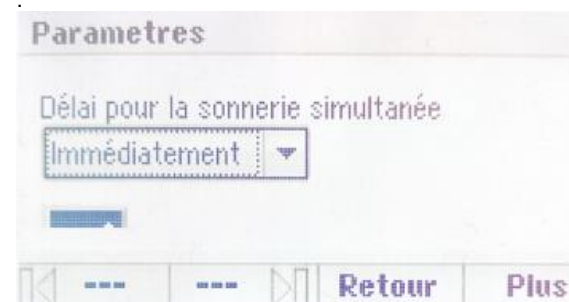 Parametres
Délai pour la sonnerie simultanée
Immédiatement
--- --- Retour Plus